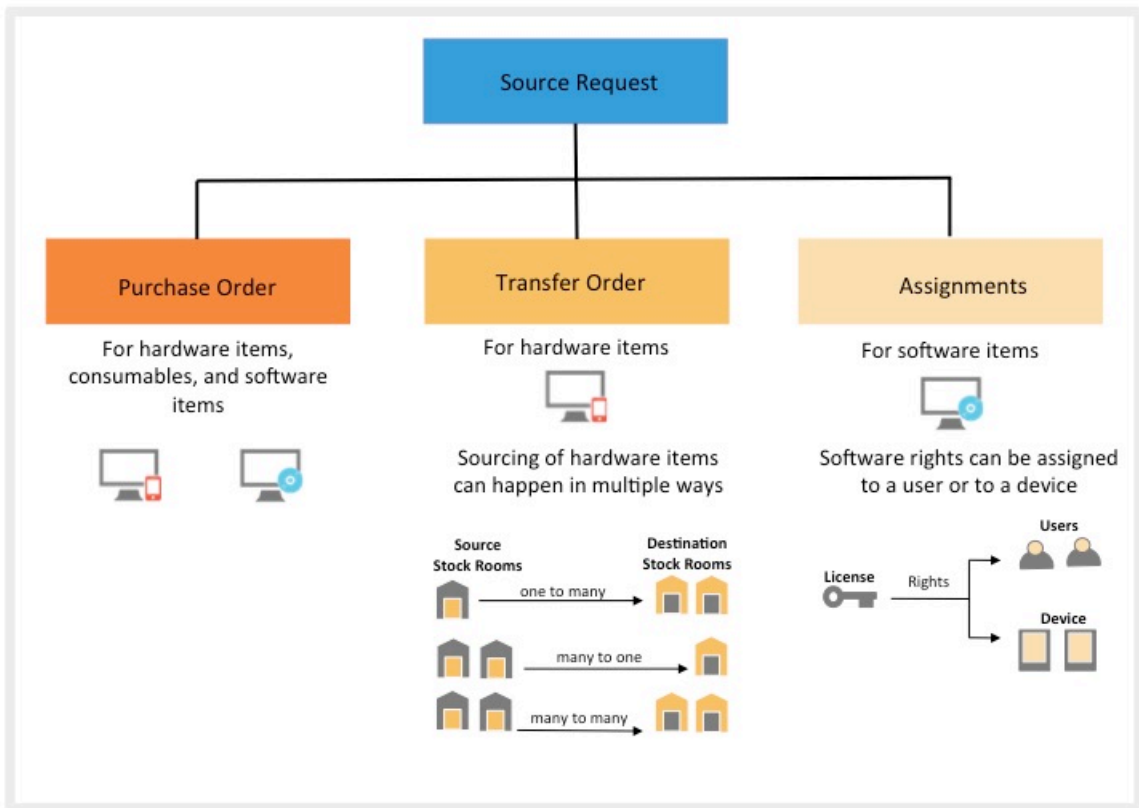 Source Request
Purchase Order
For hardware items,
consumables, and software
items
Transfer Order
For hardware items
Sourcing of hardware items
can happen in multiple ways
Source
Stock Rooms
Destination
Stock Rooms
one to many
many to one
many to many
Assignments
For software items
Software rights can be assigned
to a user or to a device
Users
License
Rights
Device